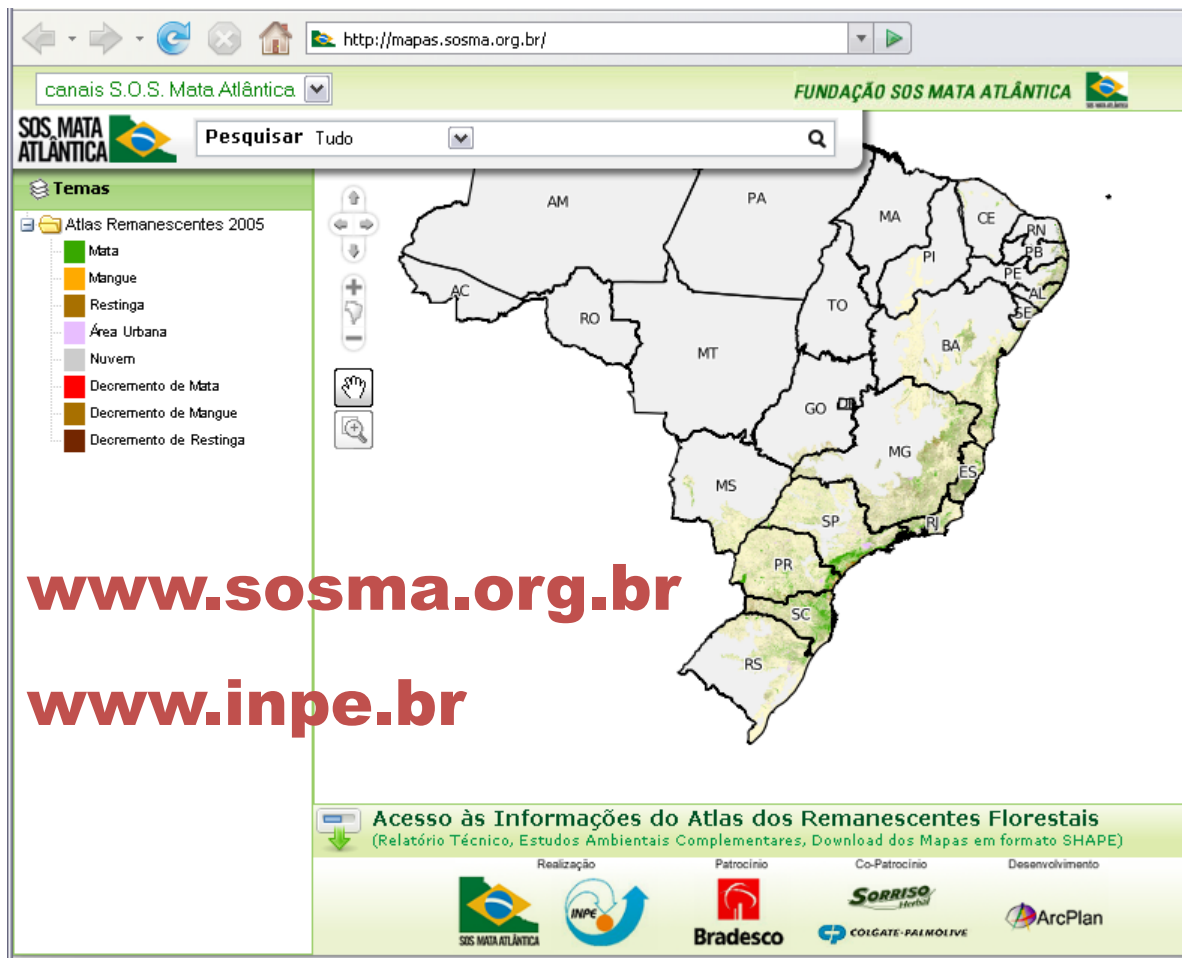 http://mapas.sosma.org.br/
canais S.O.S. Mata Atlântica
FUNDAÇÃO SOS MATA ATLÂNTICA
SOS MATA
ATLÂNTICA
Pesquisar Tudo
Temas
Atlas Remanescentes 2005
Mata
Mangue
Restinga
Área Urbana
Nuvem
Decremento de Mata
Decremento de Mangue
Decremento de Restinga
AM
PA
MA
CE
RN
PB
PI
PE
AL
SE
AC
RO
TO
BA
MT
GO
DF
MG
ES
MS
SP
RJ
PR
SC
RS
www.sosma.org.br
www.inpe.br
Acesso às Informações do Atlas dos Remanescentes Florestais
(Relatório Técnico, Estudos Ambientais Complementares, Download dos Mapas em formato SHAPE)
Realização
Patrocínio
Co-Patrocínio
Desenvolvimento
SOS MATA ATLÂNTICA
INPE
Bradesco
SORRISO
Herbal
COLGATE-PALMOLIVE
ArcPlan